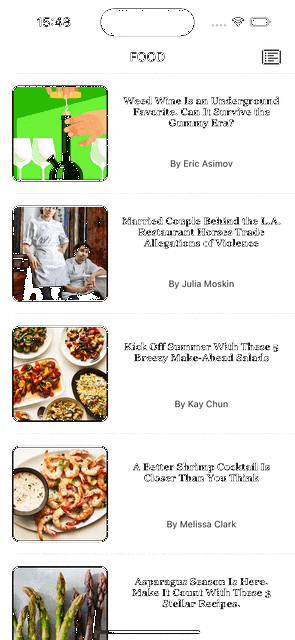 15:48
FOOD
Weed Wine Is an Underground
Favorite. Can It Survive the
Gummy Era?
By Eric Asimov
Married Couple Behind the L.A.
Restaurant Horses Trade
Allegations of Violence
By Julia Moskin
Kick Off Summer With These 5
Breezy Make-Ahead Salads
By Kay Chun
A Better Shrimp Cocktail Is
Closer Than You Think
By Melissa Clark
Asparagus Season Is Here.
Make It Count With These 3
Stellar Recipes.